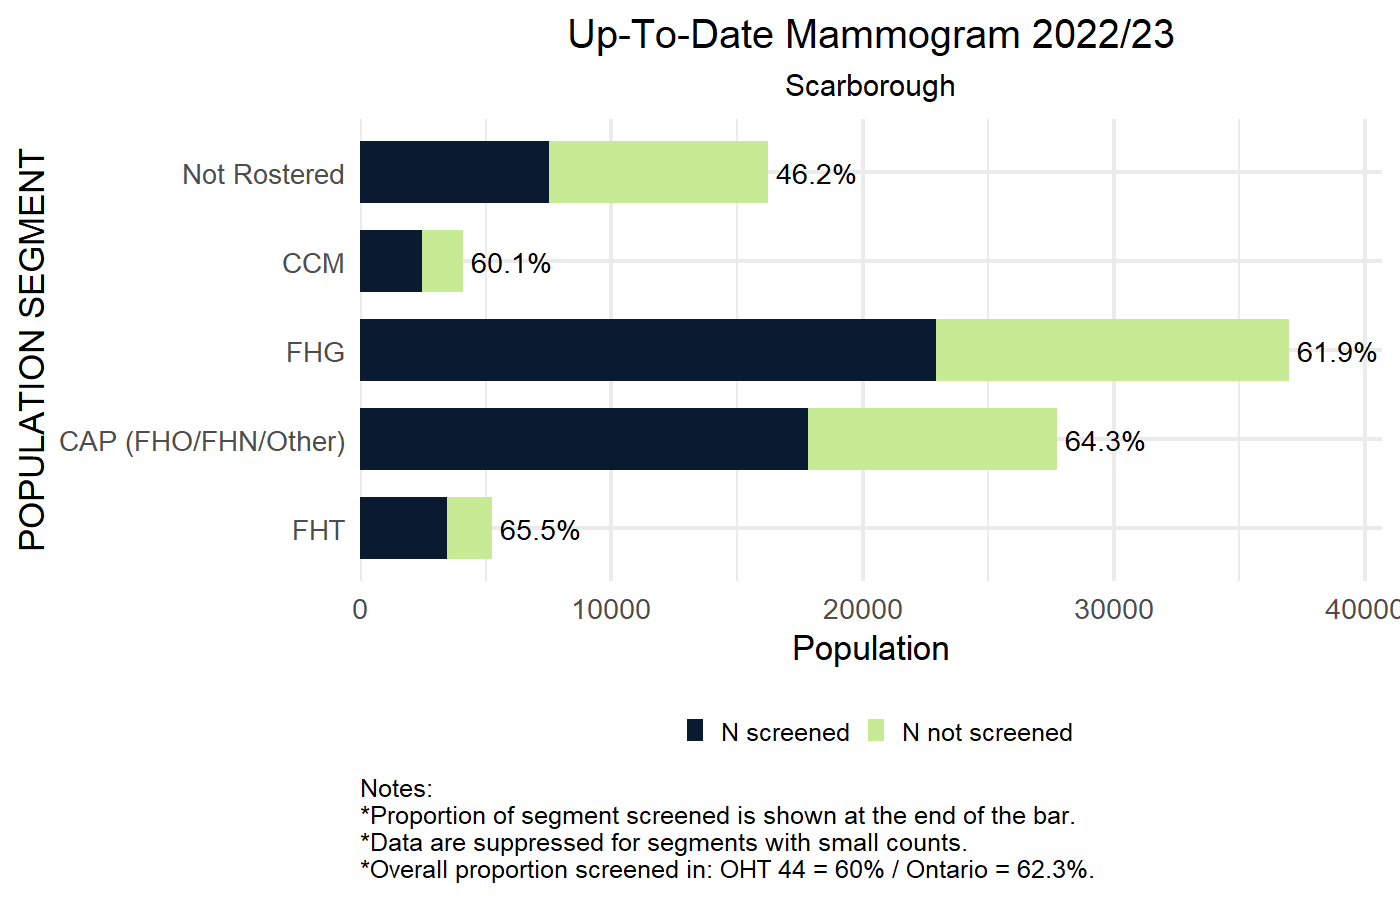 Up-To-Date Mammogram 2022/23
Scarborough
POPULATION SEGMENT
Not Rostered
46.2%
CCM
60.1%
FHG
61.9%
CAP (FHO/FHN/Other)
64.3%
FHT
65.5%
0 10000 20000 30000 40000
Population
N screened N not screened
Notes:
*Proportion of segment screened is shown at the end of the bar.
*Data are suppressed for segments with small counts.
*Overall proportion screened in: OHT 44 = 60% / Ontario = 62.3%.